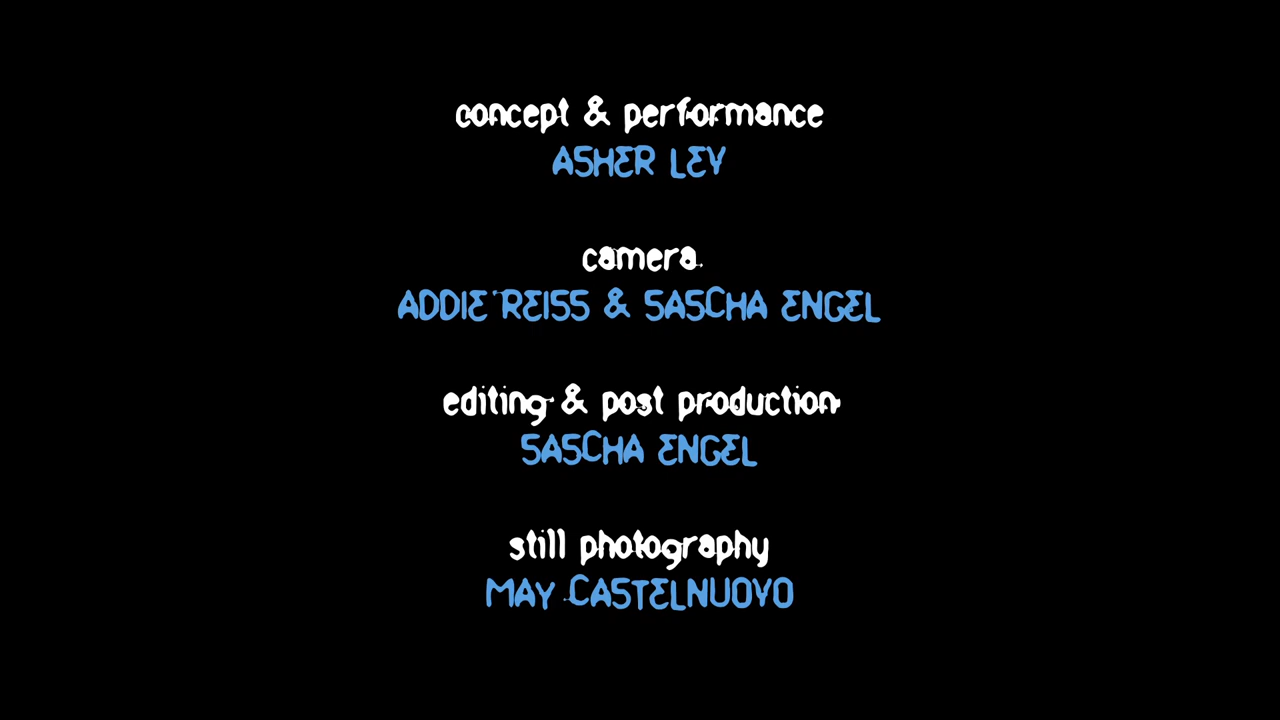 concept & performance
ASHER LEV
camera
ADDIE REISS & SASCHA ENGEL
editing & post production
SASCHA ENGEL
still photography
MAY CASTELNUOVO